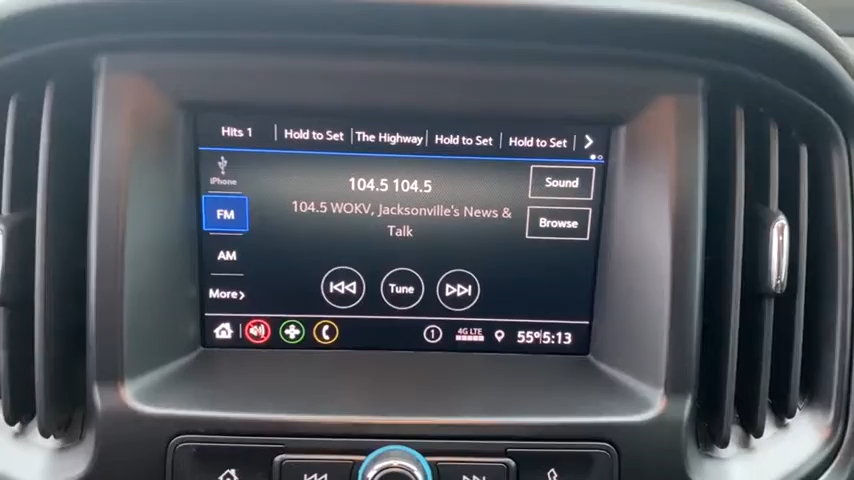 Hits 1 Hold to Set The Highway Hold to Set Hold to Set
iPhone
104.5 104.5
Sound
104.5 WOKV, Jacksonville's News &
FM
Browse
Talk
AM
Tune
More
1 4G LTE 55° 5:13